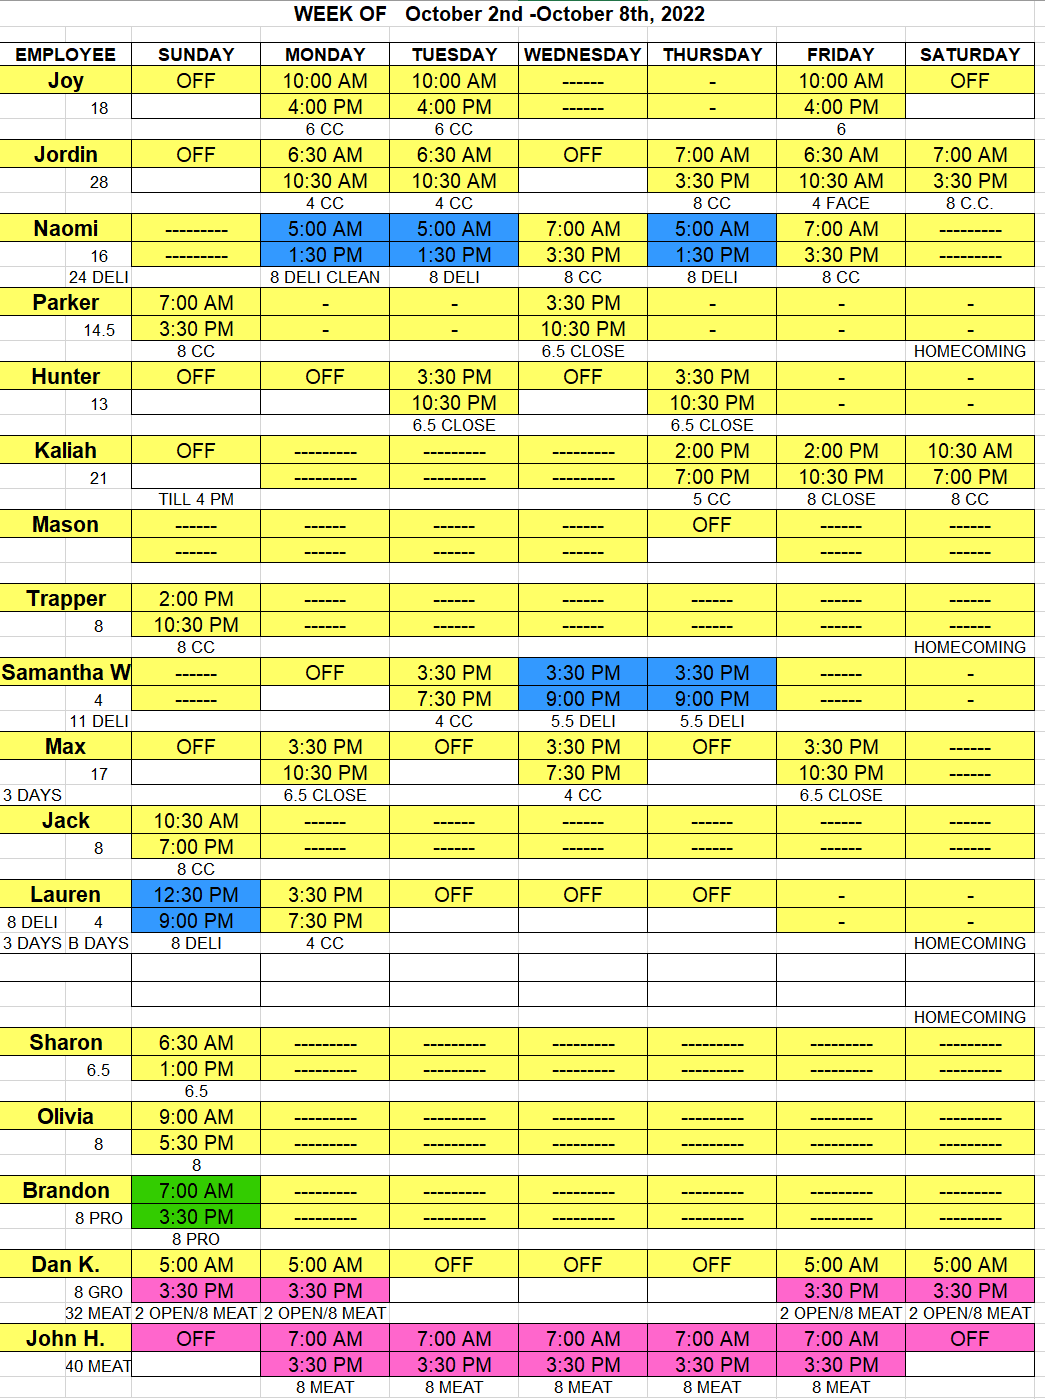 WEEK OF October 2nd -October 8th, 2022
EMPLOYEE SUNDAY MONDAY TUESDAY WEDNESDAY THURSDAY FRIDAY SATURDAY
Joy OFF 10:00 AM 10:00 AM ------ - 10:00 AM OFF
18 4:00 PM 4:00 PM ------ - 4:00 PM
6 CC 6 CC 6
Jordin OFF 6:30 AM 6:30 AM OFF 7:00 AM 6:30 AM 7:00 AM
28 10:30 AM 10:30 AM 3:30 PM 10:30 AM 3:30 PM
4 CC 4 CC 8 CC 4 FACE 8 C.C.
Naomi --------- 5:00 AM 5:00 AM 7:00 AM 5:00 AM 7:00 AM ---------
16 --------- 1:30 PM 1:30 PM 3:30 PM 1:30 PM 3:30 PM ---------
24 DELI 8 DELI CLEAN 8 DELI 8 CC 8 DELI 8 CC
Parker 7:00 AM - - 3:30 PM - - -
14.5 3:30 PM - - 10:30 PM - - -
8 CC 6.5 CLOSE HOMECOMING
Hunter OFF OFF 3:30 PM OFF 3:30 PM - -
13 10:30 PM 10:30 PM - -
6.5 CLOSE 6.5 CLOSE
Kaliah OFF --------- --------- --------- 2:00 PM 2:00 PM 10:30 AM
21 --------- --------- --------- 7:00 PM 10:30 PM 7:00 PM
TILL 4 PM 5 CC 8 CLOSE 8 CC
Mason ------ ------ ------ ------ OFF ------ ------
------ ------ ------ ------ ------ ------
Trapper 2:00 PM ------ ------ ------ ------ ------ ------
8 10:30 PM ------ ------ ------ ------ ------ ------
8 CC HOMECOMING
Samantha W ------ OFF 3:30 PM 3:30 PM 3:30 PM ------ -
4 ------ 7:30 PM 9:00 PM 9:00 PM ------ -
11 DELI 4 CC 5.5 DELI 5.5 DELI
Max OFF 3:30 PM OFF 3:30 PM OFF 3:30 PM ------
17 10:30 PM 7:30 PM 10:30 PM ------
3 DAYS 6.5 CLOSE 4 CC 6.5 CLOSE
Jack 10:30 AM ------ ------ ------ ------ ------ ------
8 7:00 PM ------ ------ ------ ------ ------ ------
8 CC
Lauren 12:30 PM 3:30 PM OFF OFF OFF - -
8 DELI 4 9:00 PM 7:30 PM - -
3 DAYS B DAYS 8 DELI 4 CC HOMECOMING
HOMECOMING
Sharon 6:30 AM --------- --------- --------- --------- --------- ---------
6.5 1:00 PM --------- --------- --------- --------- --------- ---------
6.5
Olivia 9:00 AM --------- --------- --------- --------- --------- ---------
8 5:30 PM --------- --------- --------- --------- --------- ---------
8
Brandon 7:00 AM --------- --------- --------- --------- --------- ---------
8 PRO 3:30 PM --------- --------- --------- --------- --------- ---------
8 PRO
Dan K. 5:00 AM 5:00 AM OFF OFF OFF 5:00 AM 5:00 AM
8 GRO 3:30 PM 3:30 PM 3:30 PM 3:30 PM
32 MEAT 2 OPEN/8 MEAT 2 OPEN/8 MEAT 2 OPEN/8 MEAT 2 OPEN/8 MEAT
John H. OFF 7:00 AM 7:00 AM 7:00 AM 7:00 AM 7:00 AM OFF
40 MEAT 3:30 PM 3:30 PM 3:30 PM 3:30 PM 3:30 PM
8 MEAT 8 MEAT 8 MEAT 8 MEAT 8 MEAT